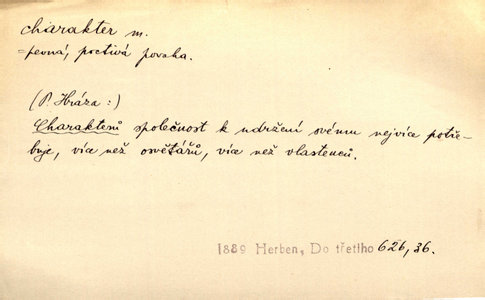 charakter m.
= pevná, poctivá povaha.
(P. Hráza:)
Charakterů společnost k udržení svému nejvíce potře-
buje, více než osvětářů, více než vlastenců.
1889 Herben, Do třetího 626, 36.